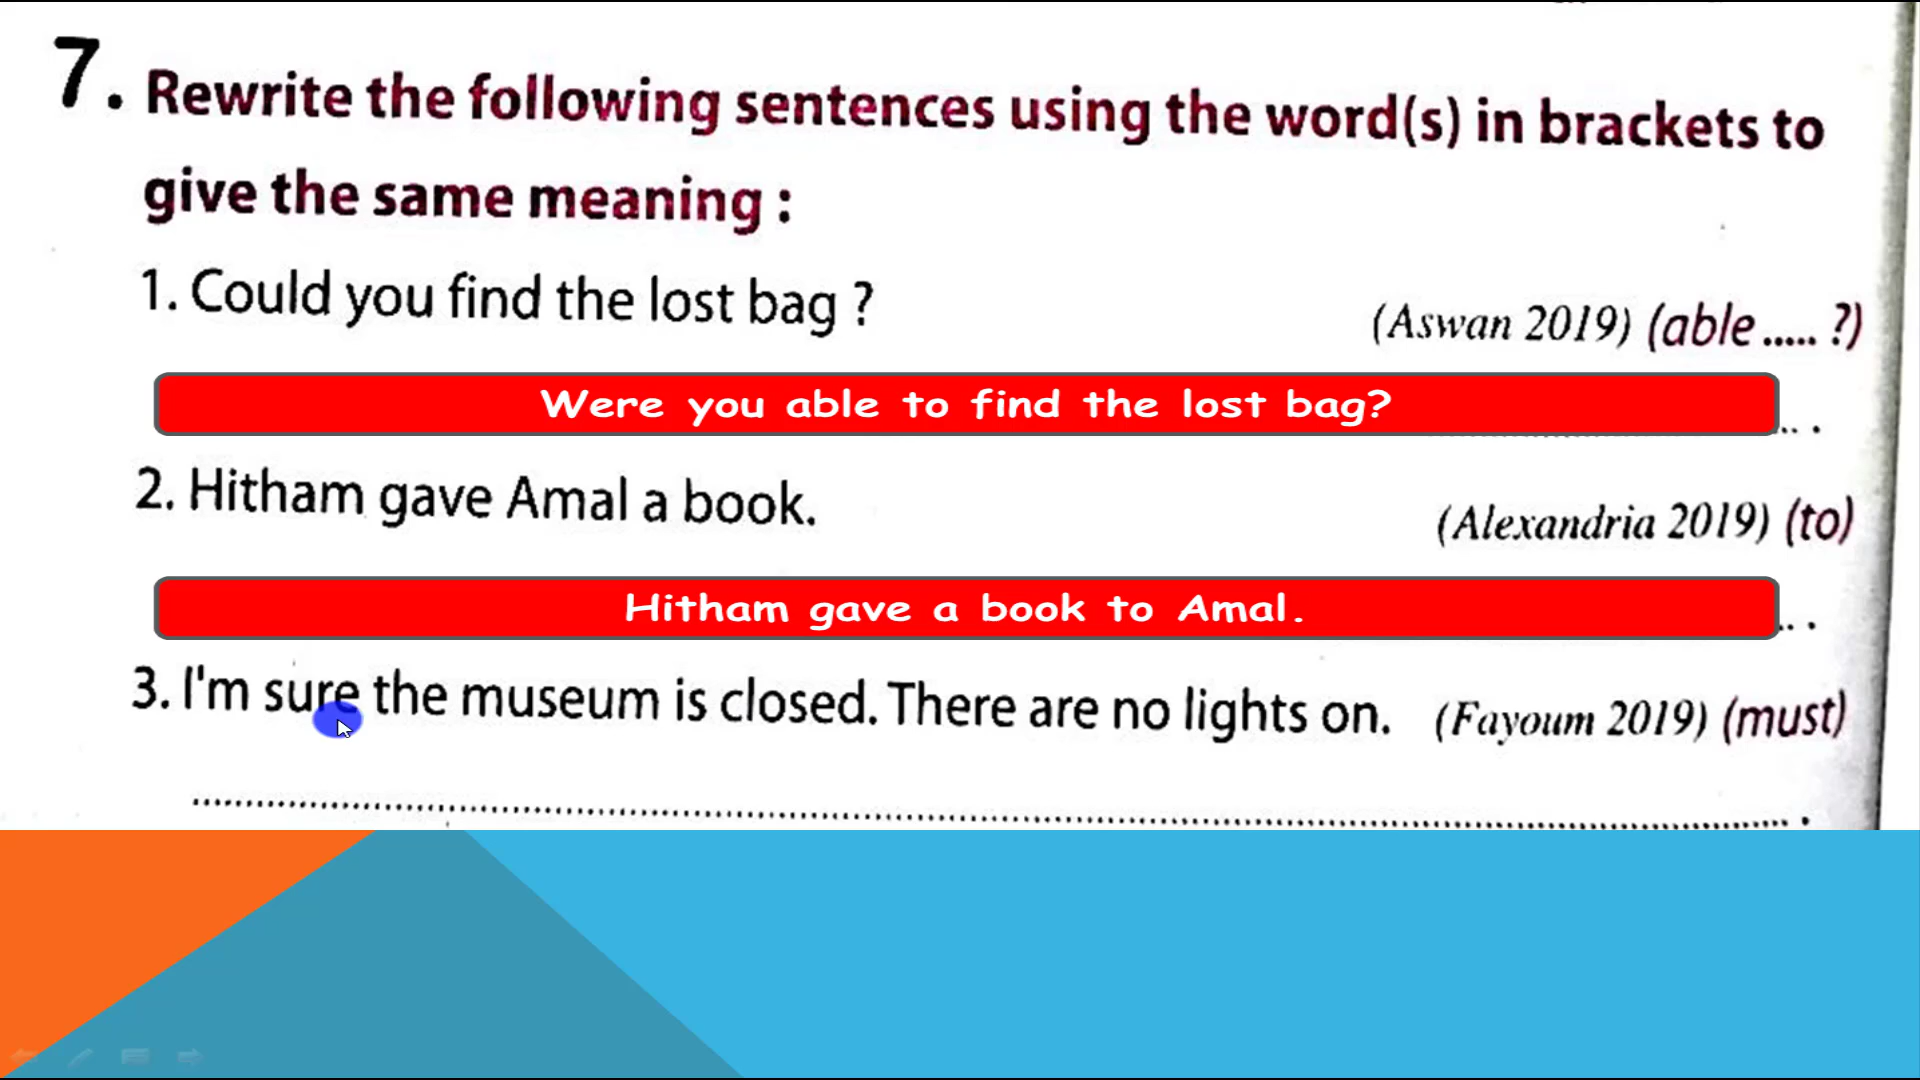 7. Rewrite the following sentences using the word(s) in brackets to
give the same meaning :
1. Could you find the lost bag ? (Aswan 2019) (able ..... ?)
Were you able to find the lost bag?
2. Hitham gave Amal a book. (Alexandria 2019) (to)
Hitham gave a book to Amal.
3. I'm sure the museum is closed. There are no lights on. (Fayoum 2019) (must)